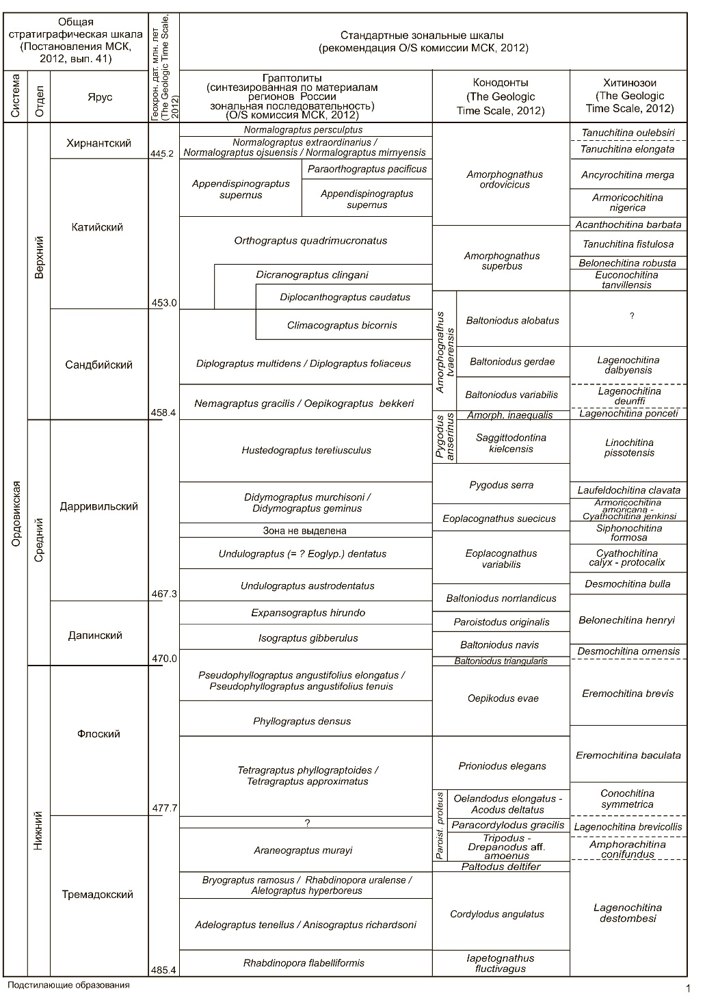 Общая
стратиграфическая шкала
(Постановления МСК,
2012, вып. 41)
Геохрон. дат. млн. лет
(The Geologic Time Scale,
2012)
Стандартные зональные шкалы
(рекомендация O/S комиссии МСК, 2012)
Система
Отдел
Ярус
Граптолиты
(синтезированная по материалам
регионов России
зональная последовательность)
(O/S комиссия МСК, 2012)
Конодонты
(The Geologic
Time Scale, 2012)
Хитинозои
(The Geologic
Time Scale, 2012)
Ордовикская
Верхний
Средний
Нижний
Хирнантский
Катийский
Сандбийский
Дарривильский
Дапинский
Флоский
Тремадокский
445.2
453.0
458.4
467.3
470.0
477.7
485.4
Normalograptus persculptus
Normalograptus extraordinarius /
Normalograptus ojsuensis / Normalograptus mirnyensis
Appendispinograptus
supernus
Paraorthograptus pacificus
Appendispinograptus
supernus
Orthograptus quadrimucronatus
Dicranograptus clingani
Diplocanthograptus caudatus
Climacograptus bicornis
Diplograptus multidens / Diplograptus foliaceus
Nemagraptus gracilis / Oepikograptus bekkeri
Hustedograptus teretiusculus
Didymograptus murchisoni /
Didymograptus geminus
Зона не выделена
Undulograptus (= ? Eoglyp.) dentatus
Undulograptus austrodentatus
Expansograptus hirundo
Isograptus gibberulus
Pseudophyllograptus angustifolius elongatus /
Pseudophyllograptus angustifolius tenuis
Phyllograptus densus
Tetragraptus phyllograptoides /
Tetragraptus approximatus
?
Araneograptus murayi
Bryograptus ramosus / Rhabdinopora uralense /
Aletograptus hyperboreus
Adelograptus tenellus / Anisograptus richardsoni
Rhabdinopora flabelliformis
Amorphognathus
ordovicicus
Amorphognathus
superbus
Amorphognathus
tvaerensis
Baltoniodus alobatus
Baltoniodus gerdae
Baltoniodus variabilis
Pygodus
anserinus
Amorph. inaequalis
Saggittodontina
kielcensis
Pygodus serra
Eoplacognathus suecicus
Eoplacognathus
variabilis
Baltoniodus norrlandicus
Paroistodus originalis
Baltoniodus navis
Baltoniodus triangularis
Oepikodus evae
Prioniodus elegans
Paroist. proteus
Oelandodus elongatus -
Acodus deltatus
Paracordylodus gracilis
Tripodus -
Drepanodus aff.
amoenus
Paltodus deltifer
Cordylodus angulatus
Iapetognathus
fluctivagus
Tanuchitina oulebsiri
Tanuchitina elongata
Ancyrochitina merga
Armoricochitina
nigerica
Acanthochitina barbata
Tanuchitina fistulosa
Belonechitina robusta
Euconochitina
tanvillensis
?
Lagenochitina
dalbyensis
Lagenochitina
deunffi
Lagenochitina ponceti
Linochitina
pissotensis
Laufeldochitina clavata
Armoricochitina
amoricana -
Cyathochitina jenkinsi
Siphonochitina
formosa
Cyathochitina
calyx - protocalix
Desmochitina bulla
Belonechitina henryi
Desmochitina ornensis
Eremochitina brevis
Eremochitina baculata
Conochitina
symmetrica
Lagenochitina brevicollis
Amphorachitina
conifundus
Lagenochitina
destombesi
Подстилающие образования
1